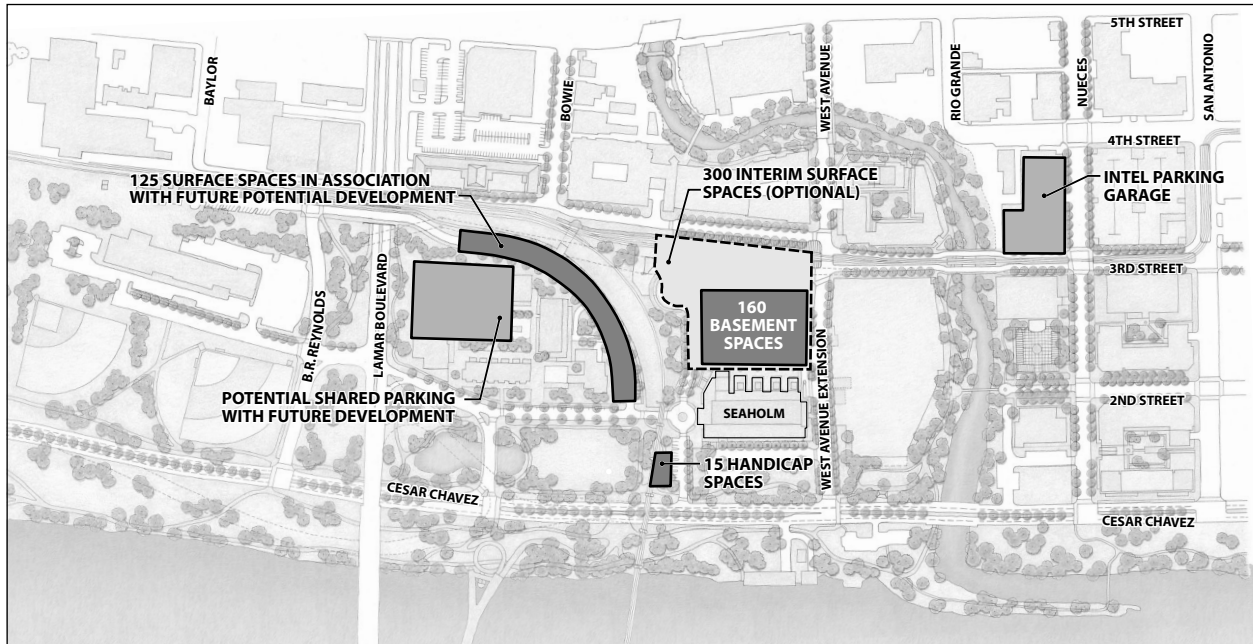 5TH STREET
BAYLOR
BOWIE
WEST AVENUE
RIO GRANDE
NUECES
SAN ANTONIO
4TH STREET
125 SURFACE SPACES IN ASSOCIATION
WITH FUTURE POTENTIAL DEVELOPMENT
300 INTERIM SURFACE
SPACES (OPTIONAL)
INTEL PARKING
GARAGE
3RD STREET
160
BASEMENT
SPACES
B.R. REYNOLDS
LAMAR BOULEVARD
POTENTIAL SHARED PARKING
WITH FUTURE DEVELOPMENT
SEAHOLM
WEST AVENUE EXTENSION
2ND STREET
15 HANDICAP
SPACES
CESAR CHAVEZ
CESAR CHAVEZ